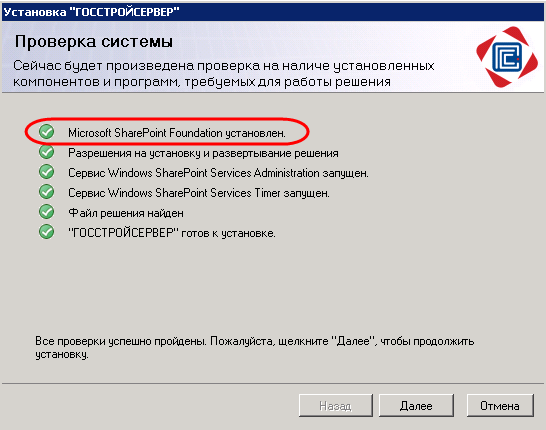 Установка "ГОССТРОЙСЕРВЕР"
Проверка системы
Сейчас будет произведена проверка на наличе установленных
компонентов и программ, требуемых для работы решения
Microsoft SharePoint Foundation установлен.
Разрешения на установку и развертывание решения
Сервис Windows SharePoint Services Administration запущен.
Сервис Windows SharePoint Services Timer запущен.
Файл решения найден
"ГОССТРОЙСЕРВЕР" готов к установке.
Все проверки успешно пройдены. Пожалуйста, щелкните "Далее", чтобы продолжить
установку.
Назад Далее Отмена